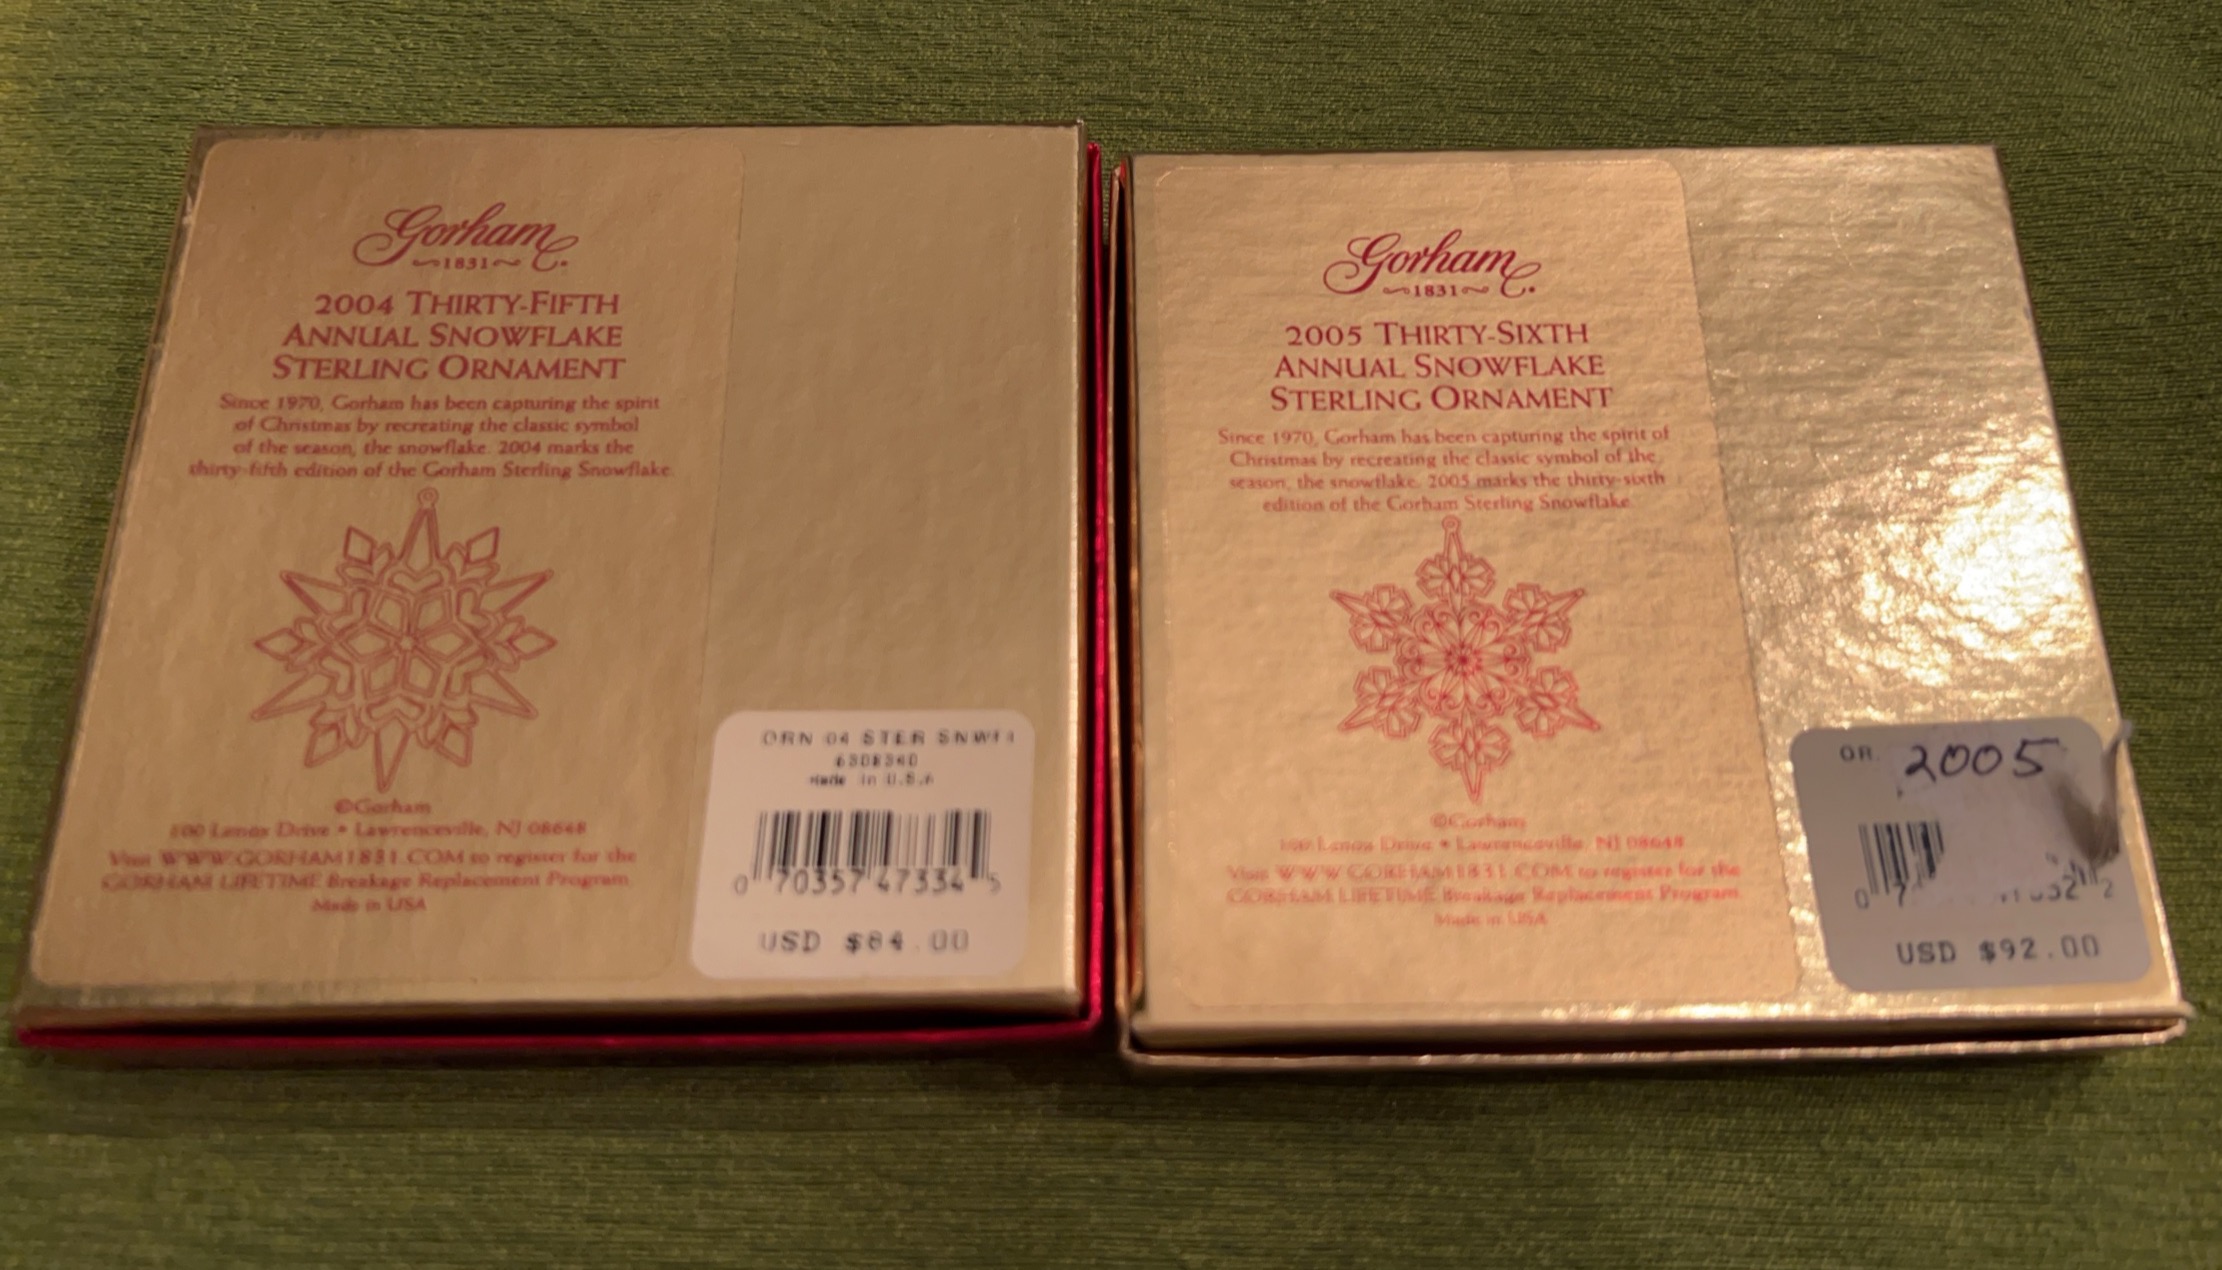 Gorham
1831
2004 THIRTY-FIFTH
ANNUAL SNOWFLAKE
STERLING ORNAMENT
Since 1970, Gorham has been capturing the spirit
of Christmas by recreating the classic symbol
of the season, the snowflake. 2004 marks the
thirty-fifth edition of the Gorham Sterling Snowflake.
©Gorham
100 Lenox Drive • Lawrenceville, NJ 08648
Visit WWW.GORHAM1831.COM to register for the
GORHAM LIFETIME Breakage Replacement Program
Made in USA
ORN 04 STER SNWF
Made in U.S.A
0 70357 47334 5
USD $84.00
Gorham
1831
2005 THIRTY-SIXTH
ANNUAL SNOWFLAKE
STERLING ORNAMENT
Since 1970, Gorham has been capturing the spirit of
Christmas by recreating the classic symbol of the
season, the snowflake. 2005 marks the thirty-sixth
edition of the Gorham Sterling Snowflake.
©Gorham
100 Lenox Drive • Lawrenceville, NJ 08648
Visit WWW.GORHAM1831.COM to register for the
GORHAM LIFETIME Breakage Replacement Program
Made in USA
OR 2005
USD $92.00